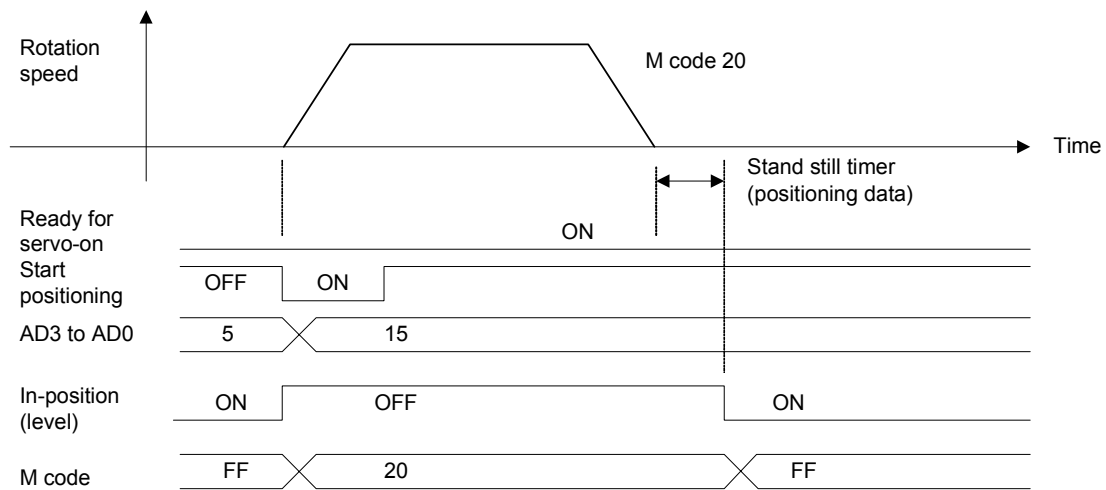 Rotation
speed
M code 20
Time
Stand still timer
(positioning data)
Ready for
servo-on
ON
Start
positioning
OFF ON
AD3 to AD0 5 15
In-position
(level)
ON OFF ON
M code FF 20 FF